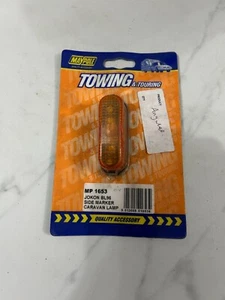 MAYPOLE
TOWING
& TOURING
MP 1653
JOKON BL96
SIDE MARKER
CARAVAN LAMP
QUALITY ACCESSORY